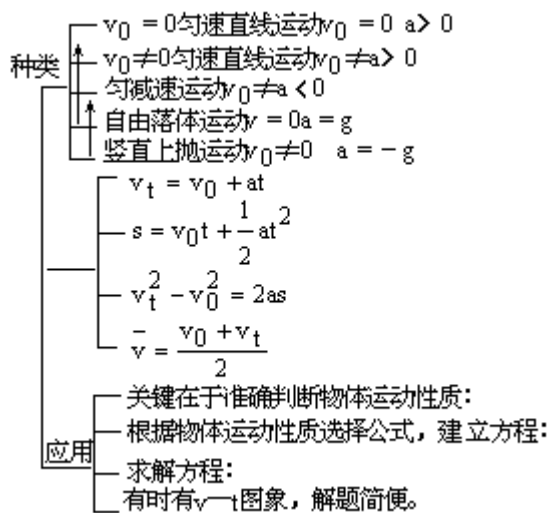 种类
v₀ = 0匀速直线运动v₀ = 0 a> 0
v₀≠0匀速直线运动v₀≠a> 0
匀减速运动v₀≠a < 0
自由落体运动v = 0a = g
竖直上抛运动v₀≠0 a = -g
vₜ = v₀ + at
s = v₀t + 1/2 at²
vₜ² - v₀² = 2as
v̄ = (v₀ + vₜ)/2
应用
关键在于准确判断物体运动性质:
根据物体运动性质选择公式，建立方程:
求解方程:
有时有v—t图象，解题简便。